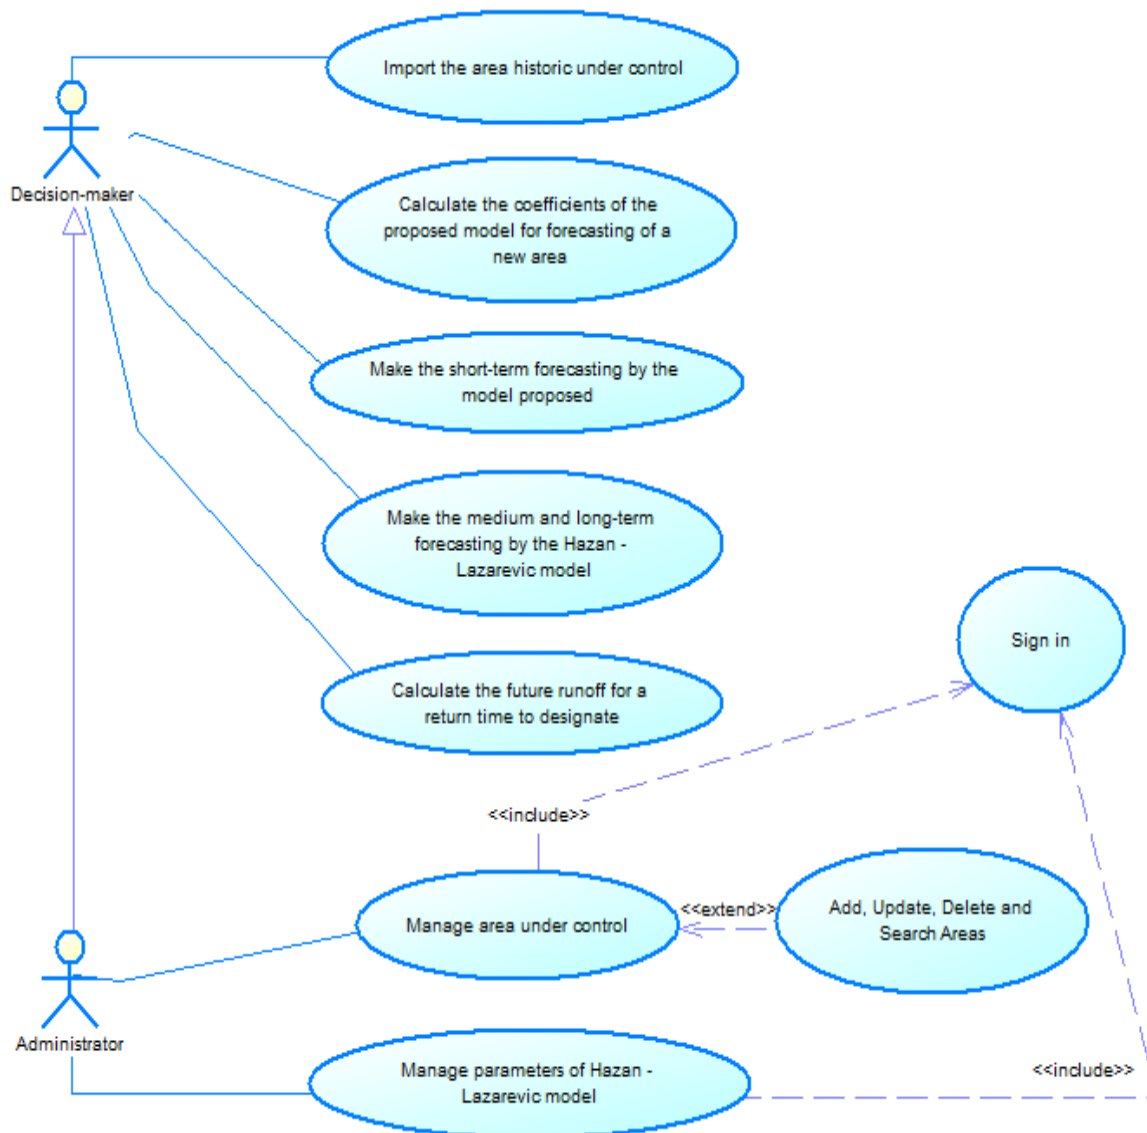 Import the area historic under control
Decision-maker
Calculate the coefficients of the
proposed model for forecasting of a
new area
Make the short-term forecasting by the
model proposed
Make the medium and long-term
forecasting by the Hazan -
Lazarevic model
Sign in
Calculate the future runoff for a
return time to designate
<<include>>
Manage area under control
<<extend>>
Add, Update, Delete and
Search Areas
Administrator
Manage parameters of Hazan -
Lazarevic model
<<include>>